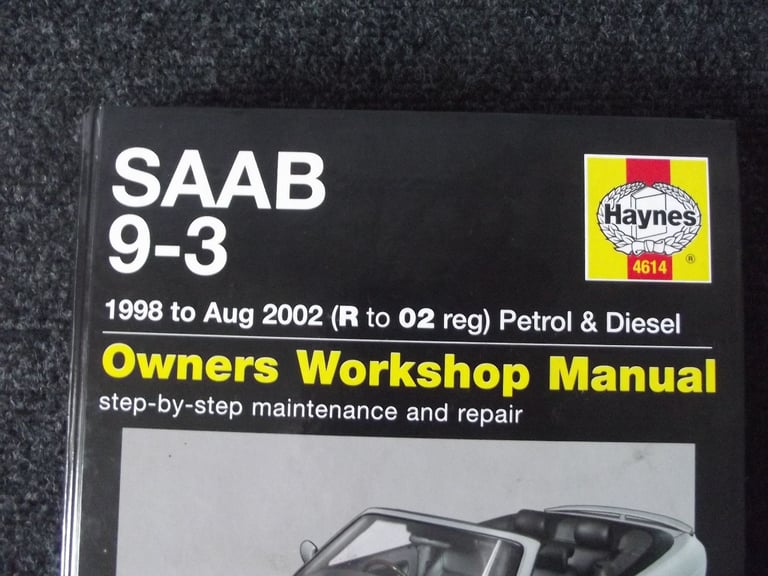 SAAB
9-3
Haynes
4614
®
1998 to Aug 2002 (R to 02 reg) Petrol & Diesel
Owners Workshop Manual
step-by-step maintenance and repair